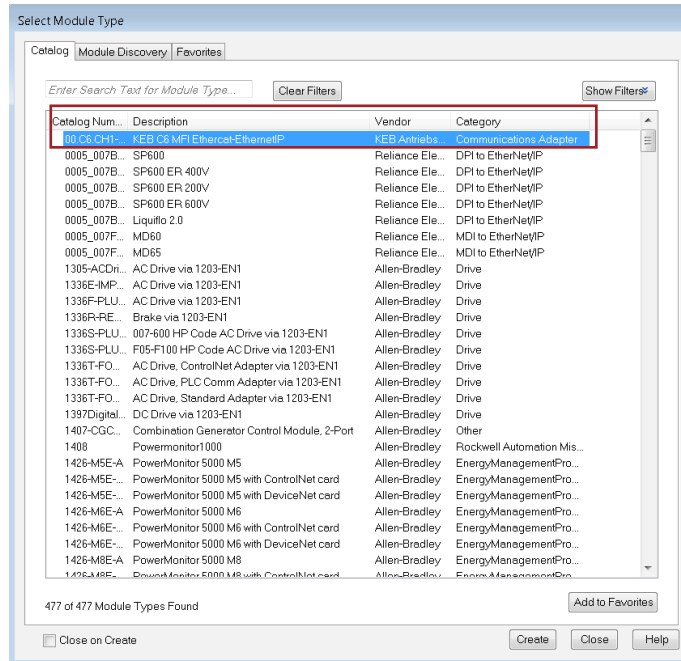 Select Module Type
Catalog Module Discovery Favorites
Enter Search Text for Module Type... Clear Filters Show Filters
Catalog Num... Description Vendor Category
00.C6.CH1-... KEB C6 MFI Ethercat-EthernetIP KEB Antriebs... Communications Adapter
0005_007B... SP600 Reliance Ele... DPI to EtherNet/IP
0005_007B... SP600 ER 400V Reliance Ele... DPI to EtherNet/IP
0005_007B... SP600 ER 200V Reliance Ele... DPI to EtherNet/IP
0005_007B... SP600 ER 600V Reliance Ele... DPI to EtherNet/IP
0005_007B... Liquiflo 2.0 Reliance Ele... DPI to EtherNet/IP
0005_007F... MD60 Reliance Ele... MDI to EtherNet/IP
0005_007F... MD65 Reliance Ele... MDI to EtherNet/IP
1305-ACDri... AC Drive via 1203-EN1 Allen-Bradley Drive
1336E-IMP... AC Drive via 1203-EN1 Allen-Bradley Drive
1336F-PLU... AC Drive via 1203-EN1 Allen-Bradley Drive
1336R-RE... Brake via 1203-EN1 Allen-Bradley Drive
1336S-PLU... 007-600 HP Code AC Drive via 1203-EN1 Allen-Bradley Drive
1336S-PLU... F05-F100 HP Code AC Drive via 1203-EN1 Allen-Bradley Drive
1336T-FO... AC Drive, ControlNet Adapter via 1203-EN1 Allen-Bradley Drive
1336T-FO... AC Drive, PLC Comm Adapter via 1203-EN1 Allen-Bradley Drive
1336T-FO... AC Drive, Standard Adapter via 1203-EN1 Allen-Bradley Drive
1397Digital... DC Drive via 1203-EN1 Allen-Bradley Drive
1407-CGC... Combination Generator Control Module, 2-Port Allen-Bradley Other
1408 Powermonitor1000 Allen-Bradley Rockwell Automation Mis...
1426-M5E-A PowerMonitor 5000 M5 Allen-Bradley EnergyManagementPro...
1426-M5E-... PowerMonitor 5000 M5 with ControlNet card Allen-Bradley EnergyManagementPro...
1426-M5E-... PowerMonitor 5000 M5 with DeviceNet card Allen-Bradley EnergyManagementPro...
1426-M6E-A PowerMonitor 5000 M6 Allen-Bradley EnergyManagementPro...
1426-M6E-... PowerMonitor 5000 M6 with ControlNet card Allen-Bradley EnergyManagementPro...
1426-M6E-... PowerMonitor 5000 M6 with DeviceNet card Allen-Bradley EnergyManagementPro...
1426-M8E-A PowerMonitor 5000 M8 Allen-Bradley EnergyManagementPro...
1426-M8E-... PowerMonitor 5000 M8 with ControlNet card Allen-Bradley EnergyManagementPro...
477 of 477 Module Types Found Add to Favorites
Close on Create Create Close Help